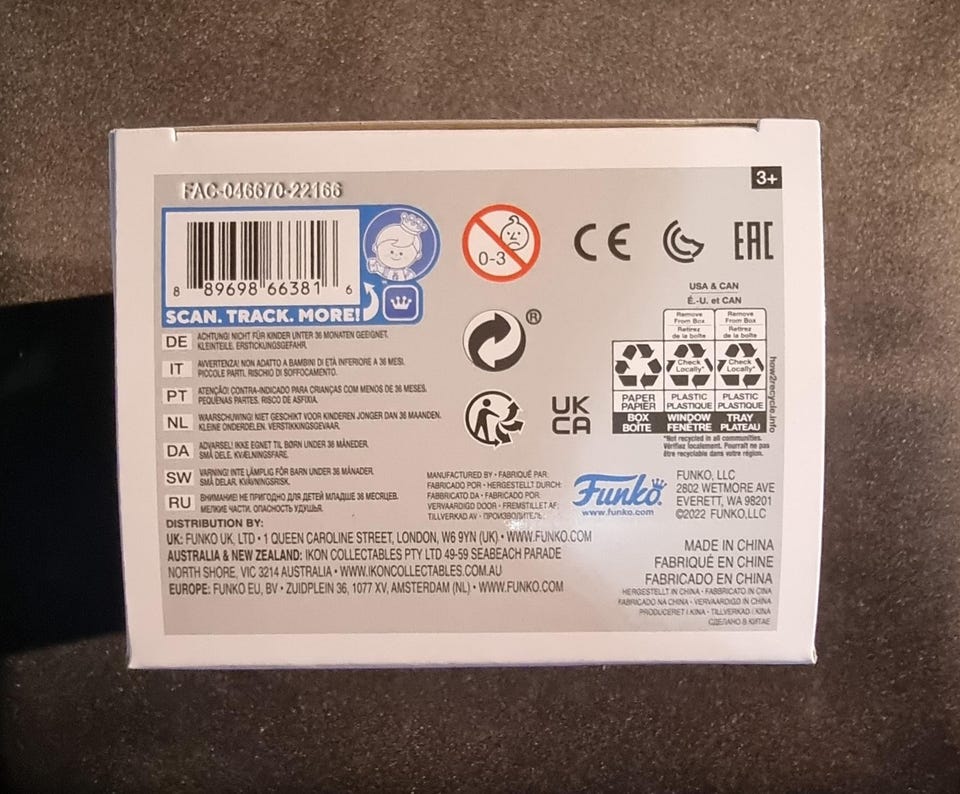 3+
FAC-046670-22166
8 89698 66381 6
SCAN. TRACK. MORE!
0-3
CE
EAC
®
UK
CA
USA & CAN
É.-U. et CAN
Remove From Box
Retirez de la boîte
Remove From Box
Retirez de la boîte
Check Locally*
Check Locally*
PAPER PAPIER
PLASTIC PLASTIQUE
PLASTIC PLASTIQUE
BOX BOÎTE
WINDOW FENÊTRE
TRAY PLATEAU
how2recycle.info
*Not recycled in all communities.
Vérifiez localement. Pourrait ne pas
être recyclable dans votre région.
DE ACHTUNG! NICHT FÜR KINDER UNTER 36 MONATEN GEEIGNET.
KLEINTEILE. ERSTICKUNGSGEFAHR.
IT AVVERTENZA! NON ADATTO A BAMBINI DI ETÀ INFERIORE A 36 MESI.
PICCOLE PARTI. RISCHIO DI SOFFOCAMENTO.
PT ATENÇÃO! CONTRA-INDICADO PARA CRIANÇAS COM MENOS DE 36 MESES.
PEQUENAS PARTES. RISCO DE ASFIXIA.
NL WAARSCHUWING! NIET GESCHIKT VOOR KINDEREN JONGER DAN 36 MAANDEN.
KLEINE ONDERDELEN. VERSTIKKINGSGEVAAR.
DA ADVARSEL! IKKE EGNET TIL BØRN UNDER 36 MÅNEDER.
SMÅ DELE. KVÆLNINGSFARE.
SW VARNING! INTE LÄMPLIG FÖR BARN UNDER 36 MÅNADER.
SMÅ DELAR. KVÄVNINGSRISK.
RU ВНИМАНИЕ! НЕ ПРИГОДНО ДЛЯ ДЕТЕЙ МЛАДШЕ 36 МЕСЯЦЕВ.
МЕЛКИЕ ЧАСТИ. ОПАСНОСТЬ УДУШЬЯ.
MANUFACTURED BY • FABRIQUÉ PAR:
FABRICADO POR • HERGESTELLT DURCH:
FABBRICATO DA • FABRICADO POR:
VERVAARDIGD DOOR • FREMSTILLET AF:
TILLVERKAD AV • ПРОИЗВОДИТЕЛЬ:
Funko
www.funko.com
FUNKO, LLC
2802 WETMORE AVE
EVERETT, WA 98201
©2022 FUNKO,LLC
DISTRIBUTION BY:
UK: FUNKO UK, LTD • 1 QUEEN CAROLINE STREET, LONDON, W6 9YN (UK) • WWW.FUNKO.COM
AUSTRALIA & NEW ZEALAND: IKON COLLECTABLES PTY LTD 49-59 SEABEACH PARADE
NORTH SHORE, VIC 3214 AUSTRALIA • WWW.IKONCOLLECTABLES.COM.AU
EUROPE: FUNKO EU, BV • ZUIDPLEIN 36, 1077 XV, AMSTERDAM (NL) • WWW.FUNKO.COM
MADE IN CHINA
FABRIQUÉ EN CHINE
FABRICADO EN CHINA
HERGESTELLT IN CHINA • FABBRICATO IN CINA
FABRICADO NA CHINA • VERVAARDIGD IN CHINA
PRODUCERET I KINA • TILLVERKAD I KINA
СДЕЛАНО В КИТАЕ